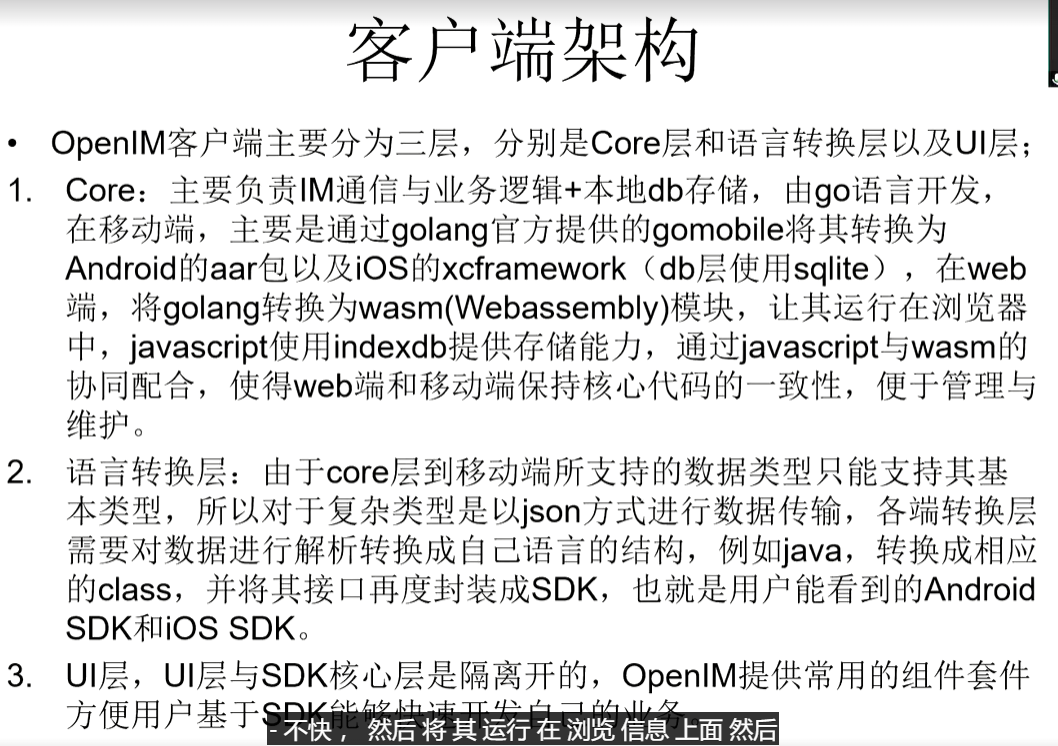 客户端架构
• OpenIM客户端主要分为三层，分别是Core层和语言转换层以及UI层；
1. Core：主要负责IM通信与业务逻辑+本地db存储，由go语言开发，
在移动端，主要是通过golang官方提供的gomobile将其转换为
Android的aar包以及iOS的xcframework（db层使用sqlite），在web
端，将golang转换为wasm(Webassembly)模块，让其运行在浏览器
中，javascript使用indexdb提供存储能力，通过javascript与wasm的
协同配合，使得web端和移动端保持核心代码的一致性，便于管理与
维护。
2. 语言转换层：由于core层到移动端所支持的数据类型只能支持其基
本类型，所以对于复杂类型是以json方式进行数据传输，各端转换层
需要对数据进行解析转换成自己语言的结构，例如java，转换成相应
的class，并将其接口再度封装成SDK，也就是用户能看到的Android
SDK和iOS SDK。
3. UI层，UI层与SDK核心层是隔离开的，OpenIM提供常用的组件套件
方便用户基于SDK能够快速开发自己的业务。
- 不快， 然后 将 其 运行 在 浏览 信息 上面 然后